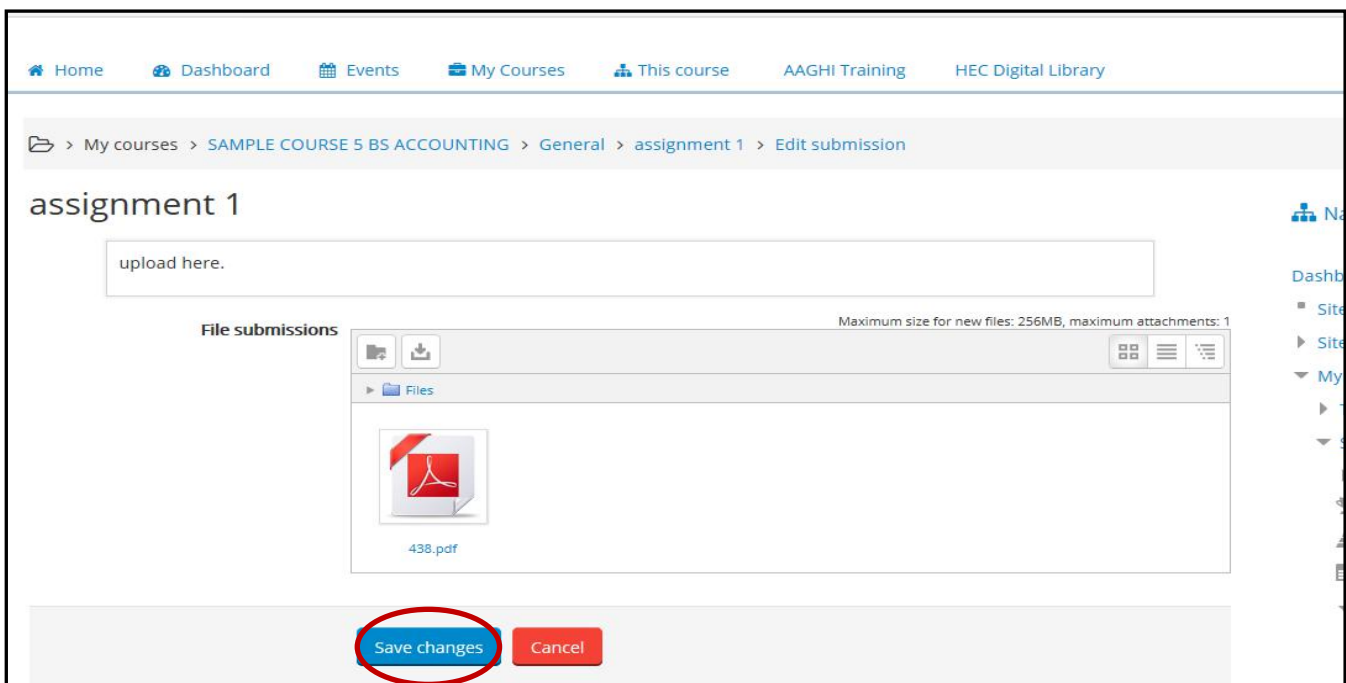 Home Dashboard Events My Courses This course AAGHI Training HEC Digital Library
> My courses > SAMPLE COURSE 5 BS ACCOUNTING > General > assignment 1 > Edit submission
assignment 1
upload here.
File submissions
Maximum size for new files: 256MB, maximum attachments: 1
Files
438.pdf
Save changes Cancel
Na
Dashb
Site
Site
My